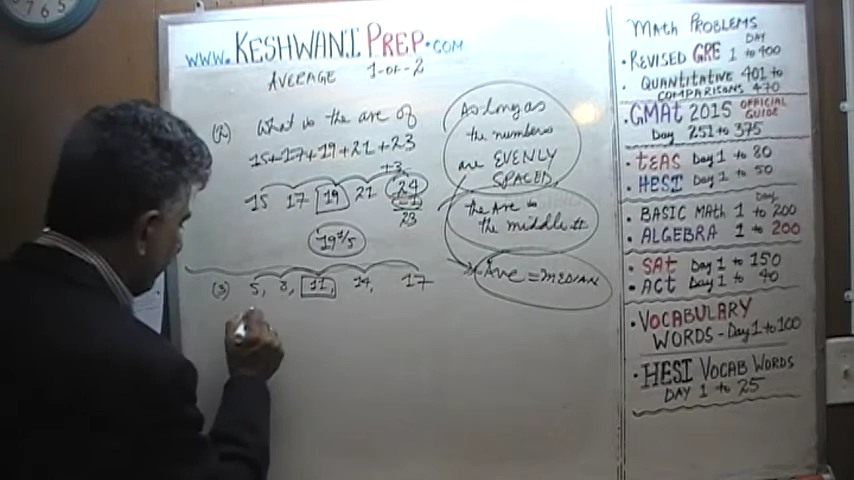 7 6 5
WWW.KESHWANI PREP.COM
AVERAGE 1-OF-2
(2) What is the ave of
15+17+19+21+23
+3
15 17 19 21 24
-1
23
19 1/5
As long as
the numbers
are EVENLY
SPACED,
the Ave is
the middle #
* Ave = MEDIAN
(3) 5, 8, 11, 14, 17
MATH PROBLEMS
DAY
• REVISED GRE 1 to 400
• QUANTITATIVE 401 to
COMPARISONS 470
• GMAT 2015 OFFICIAL
GUIDE
Day 251 to 375
• TEAS Day 1 to 80
• HESI Day 1 to 50
Day
• BASIC MATH 1 to 200
• ALGEBRA 1 to 200
• SAT Day 1 to 150
• ACT Day 1 to 40
• VOCABULARY
WORDS - Day 1 to 100
• HESI VOCAB WORDS
DAY 1 to 25